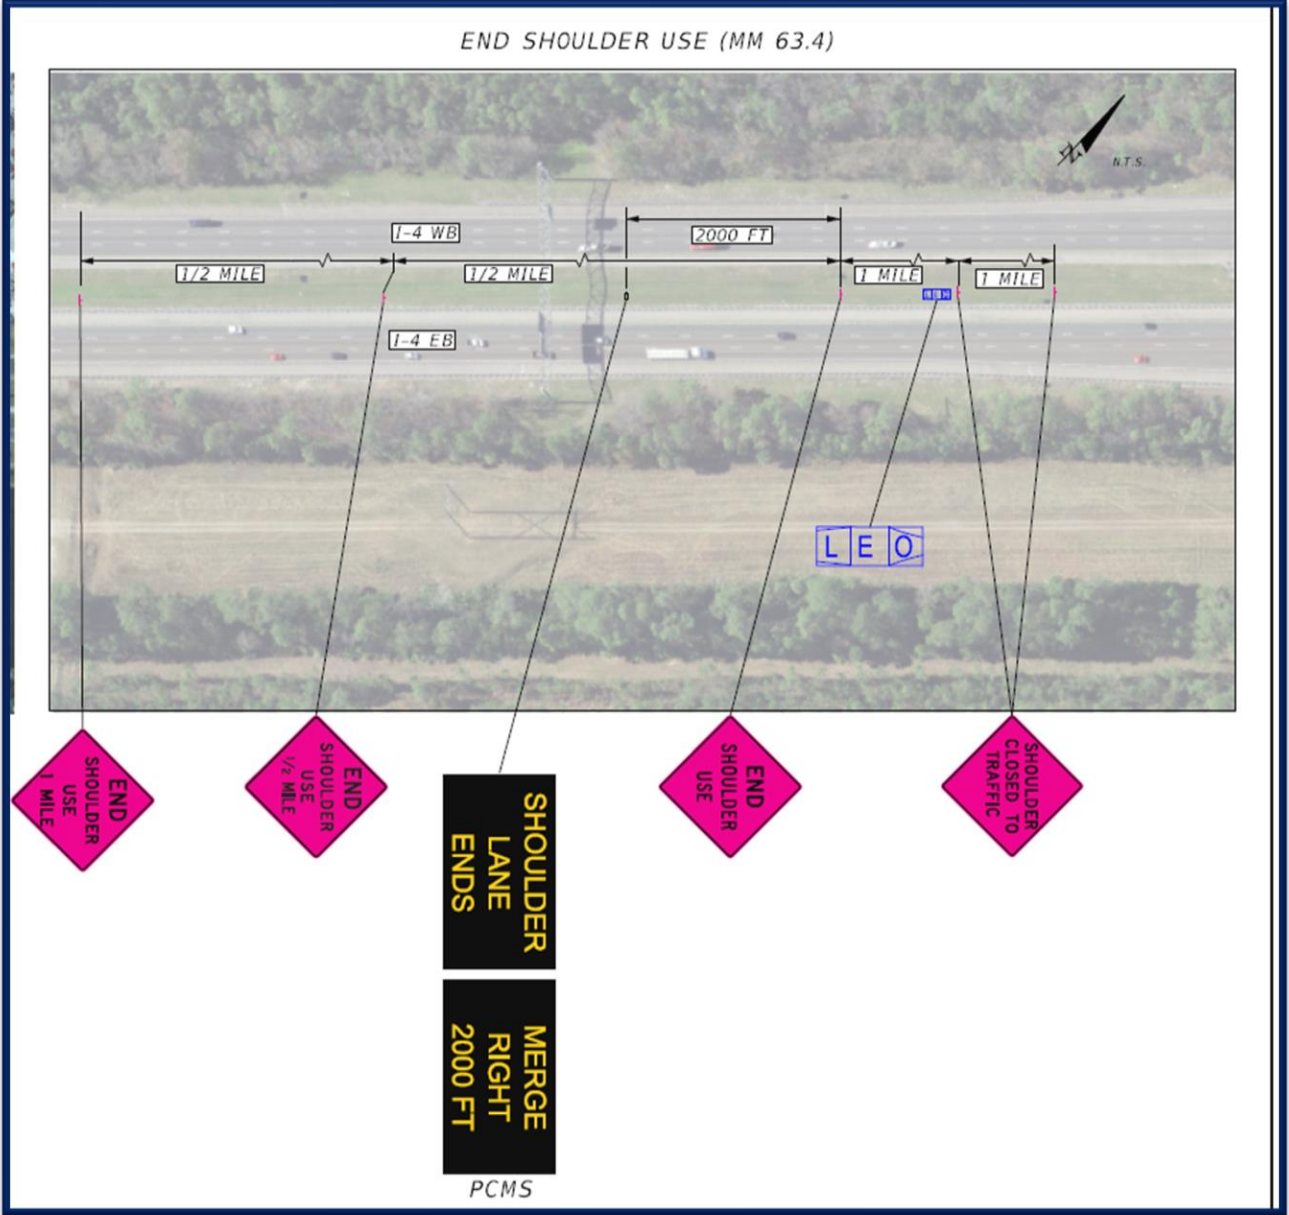 END SHOULDER USE (MM 63.4)
N
N.T.S.
I-4 WB
2000 FT
1/2 MILE
1/2 MILE
1 MILE
1 MILE
LEO
I-4 EB
LEO
END
SHOULDER
USE
1 MILE
END
SHOULDER
USE
1/2 MILE
SHOULDER
LANE
ENDS
MERGE
RIGHT
2000 FT
PCMS
END
SHOULDER
USE
SHOULDER
CLOSED TO
TRAFFIC